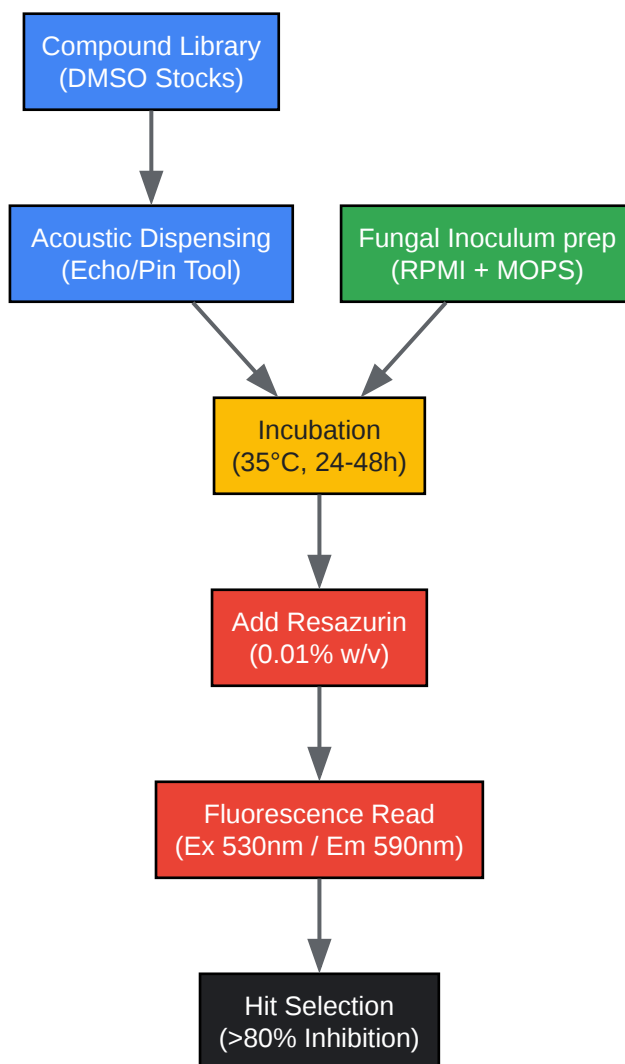 Compound Library
(DMSO Stocks)
Acoustic Dispensing
(Echo/Pin Tool)
Fungal Inoculum prep
(RPMI + MOPS)
Incubation
(35°C, 24-48h)
Add Resazurin
(0.01% w/v)
Fluorescence Read
(Ex 530nm / Em 590nm)
Hit Selection
(>80% Inhibition)